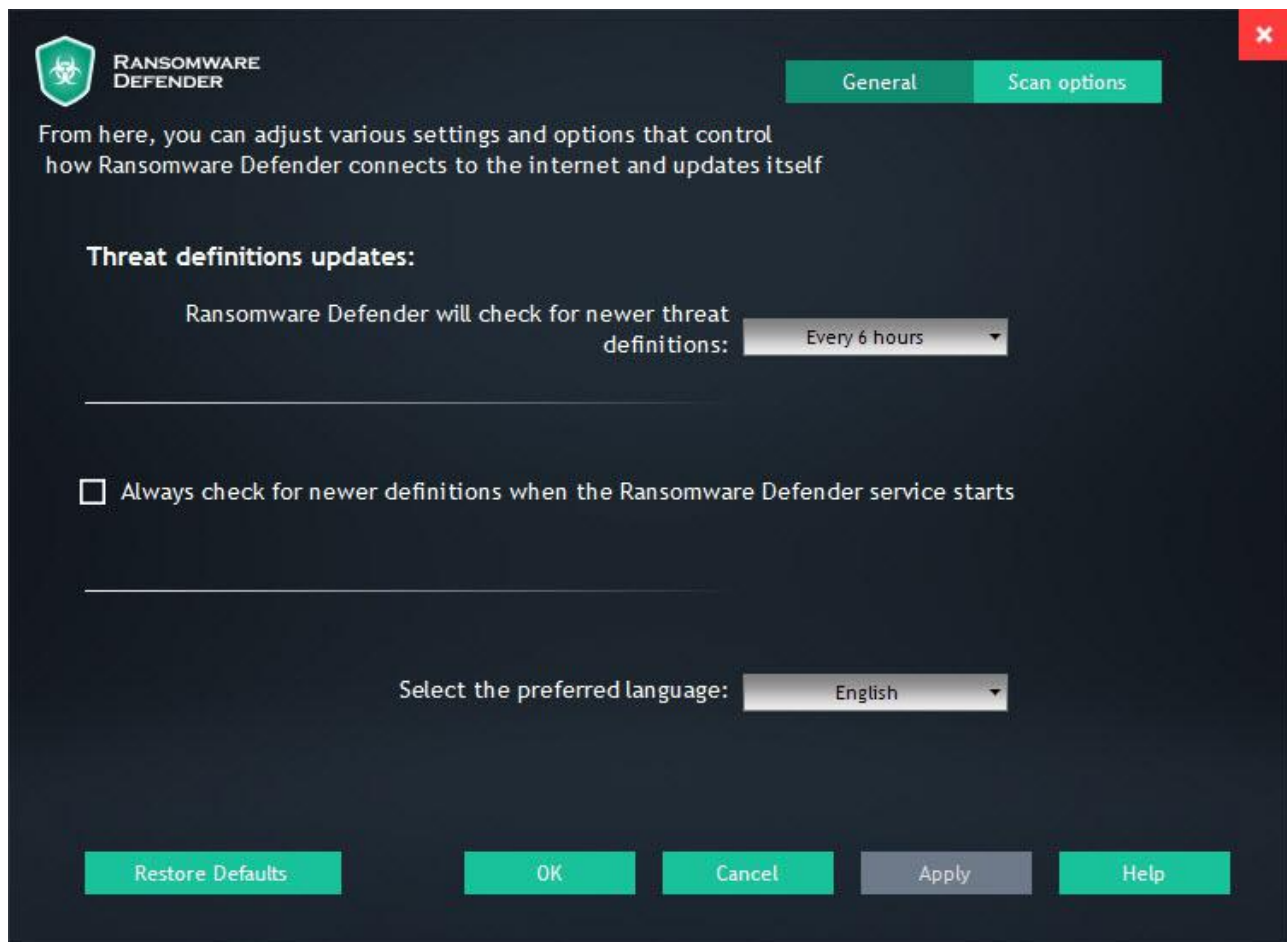 RANSOMWARE
DEFENDER
General
Scan options
From here, you can adjust various settings and options that control
how Ransomware Defender connects to the internet and updates itself
Threat definitions updates:
Ransomware Defender will check for newer threat
definitions:
Every 6 hours
Always check for newer definitions when the Ransomware Defender service starts
Select the preferred language:
English
Restore Defaults
OK
Cancel
Apply
Help